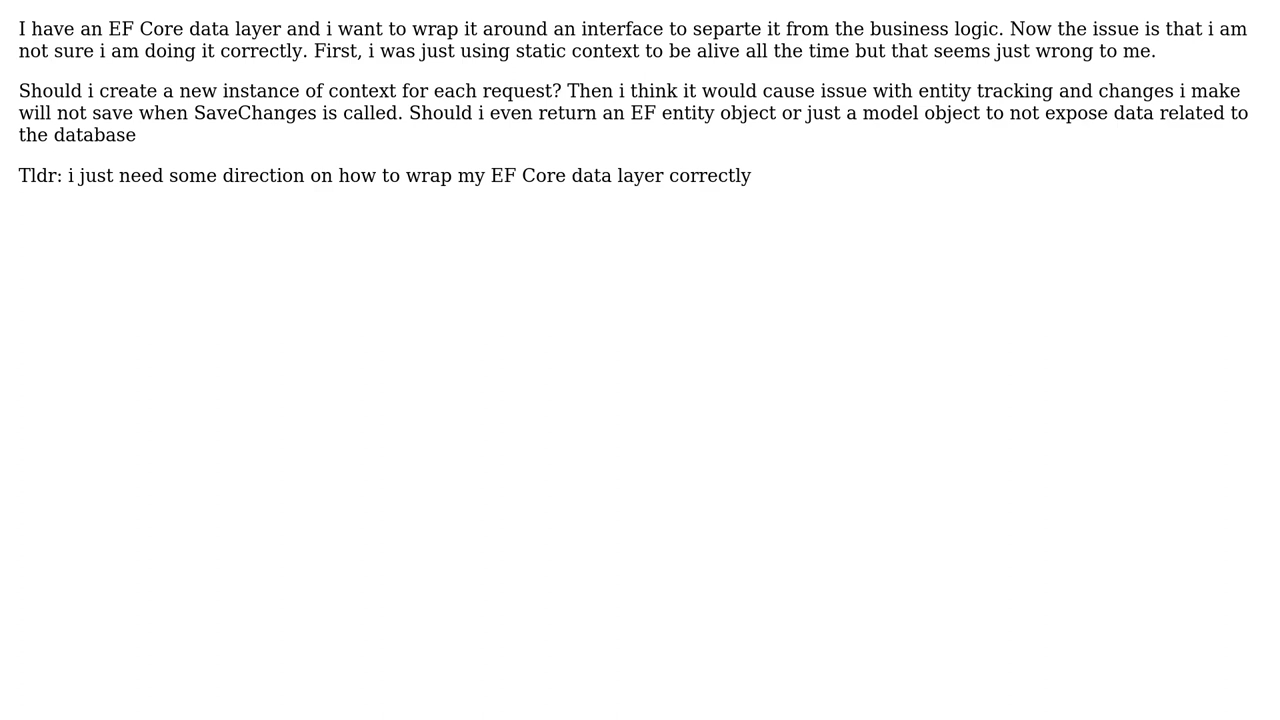 I have an EF Core data layer and i want to wrap it around an interface to separte it from the business logic. Now the issue is that i am
not sure i am doing it correctly. First, i was just using static context to be alive all the time but that seems just wrong to me.
Should i create a new instance of context for each request? Then i think it would cause issue with entity tracking and changes i make
will not save when SaveChanges is called. Should i even return an EF entity object or just a model object to not expose data related to
the database
Tldr: i just need some direction on how to wrap my EF Core data layer correctly